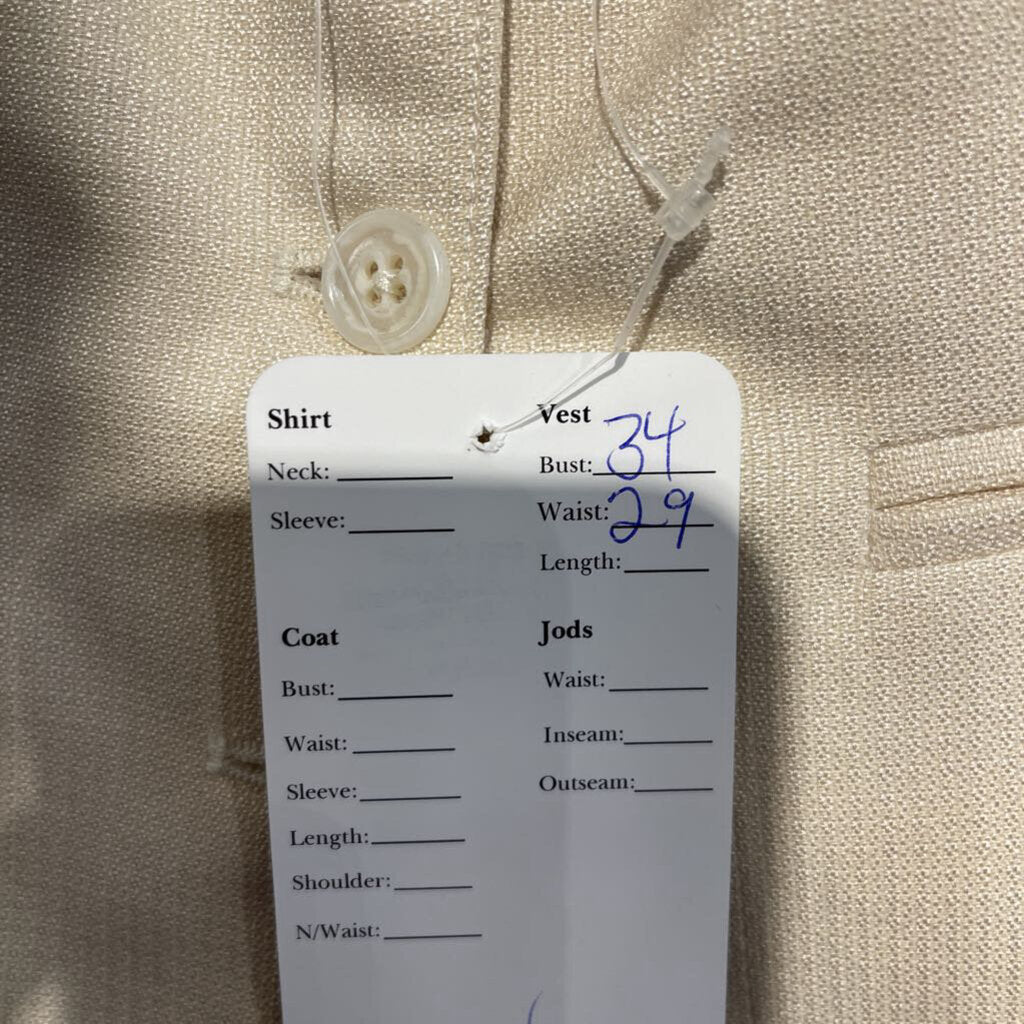 Shirt
Neck:
Sleeve:
Vest
Bust: 34
Waist: 29
Length:
Coat
Bust:
Waist:
Sleeve:
Length:
Shoulder:
N/Waist:
Jods
Waist:
Inseam:
Outseam: